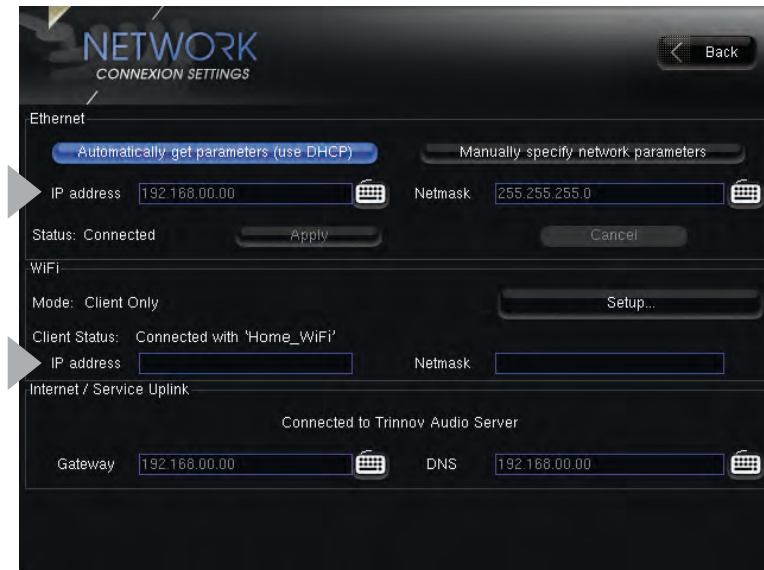 NETWORK
CONNEXION SETTINGS
Back
Ethernet
Automatically get parameters (use DHCP) Manually specify network parameters
IP address 192.168.00.00 Netmask 255.255.255.0
Status: Connected Apply Cancel
WiFi
Mode: Client Only Setup...
Client Status: Connected with 'Home_WiFi'
IP address Netmask
Internet / Service Uplink
Connected to Trinnov Audio Server
Gateway 192.168.00.00 DNS 192.168.00.00